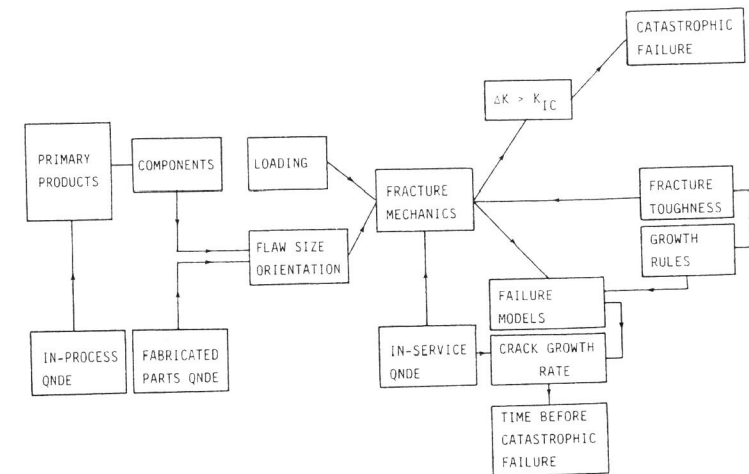 CATASTROPHIC
FAILURE
ΔK > K_IC
PRIMARY
PRODUCTS
COMPONENTS
LOADING
FRACTURE
MECHANICS
FRACTURE
TOUGHNESS
FLAW SIZE
ORIENTATION
GROWTH
RULES
FAILURE
MODELS
IN-PROCESS
QNDE
FABRICATED
PARTS QNDE
IN-SERVICE
QNDE
CRACK GROWTH
RATE
TIME BEFORE
CATASTROPHIC
FAILURE